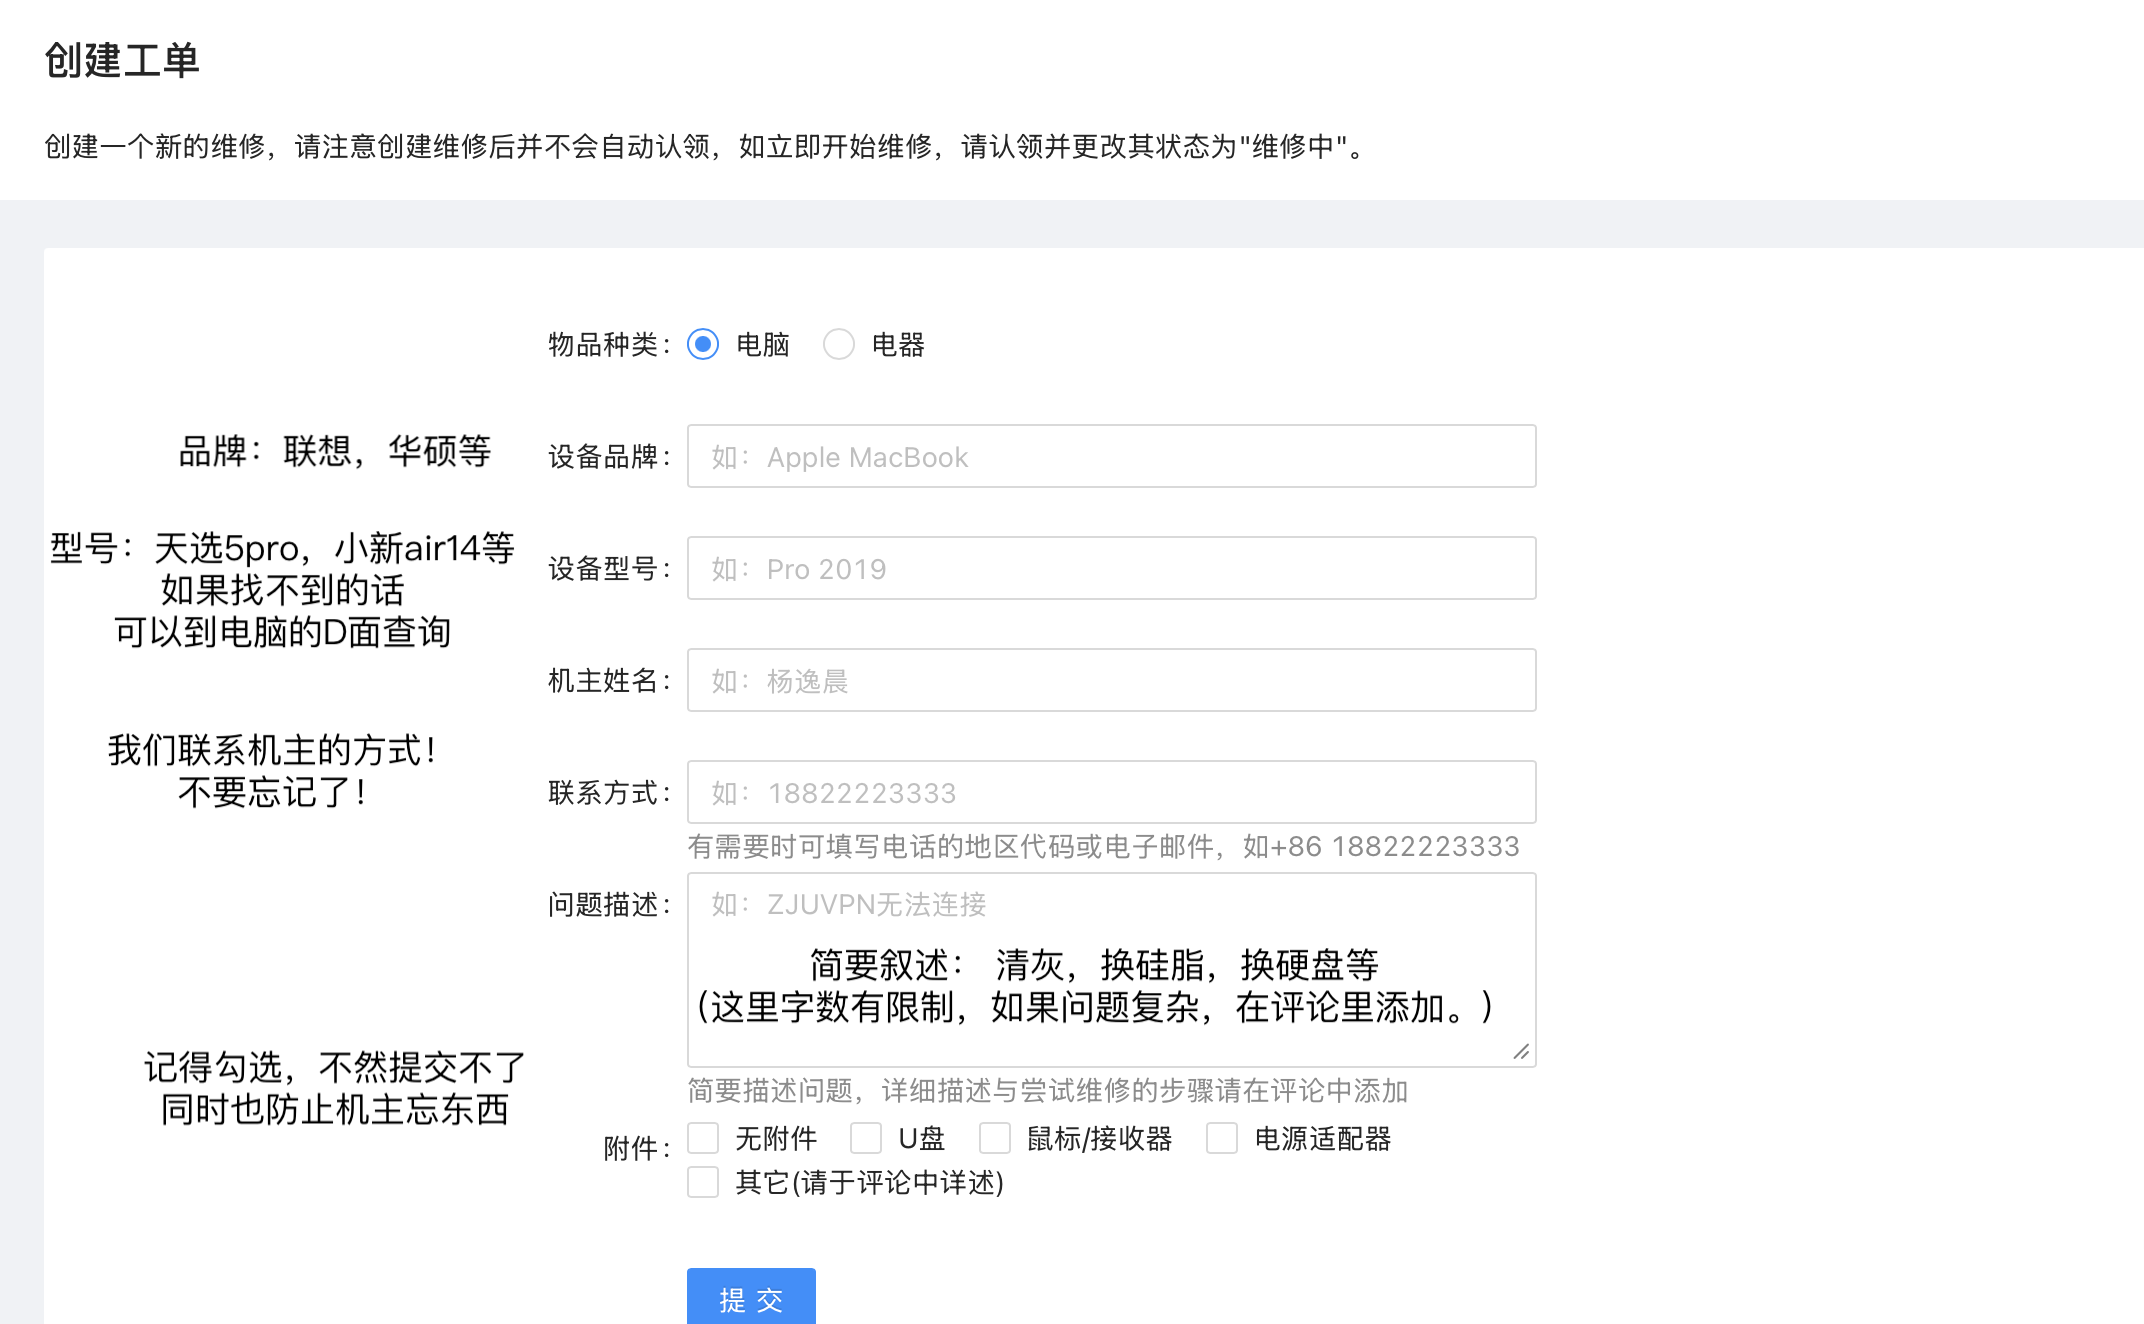 创建工单
创建一个新的维修，请注意创建维修后并不会自动认领，如立即开始维修，请认领并更改其状态为"维修中"。
物品种类： 电脑 电器
品牌：联想，华硕等
设备品牌： 如：Apple MacBook
型号：天选5pro，小新air14等
如果找不到的话
可以到电脑的D面查询
设备型号： 如：Pro 2019
机主姓名： 如：杨逸晨
我们联系机主的方式！
不要忘记了！
联系方式： 如：18822223333
有需要时可填写电话的地区代码或电子邮件，如+86 18822223333
问题描述： 如：ZJUVPN无法连接
简要叙述： 清灰，换硅脂，换硬盘等
（这里字数有限制，如果问题复杂，在评论里添加。）
简要描述问题，详细描述与尝试维修的步骤请在评论中添加
记得勾选，不然提交不了
同时也防止机主忘东西
附件： 无附件 U盘 鼠标/接收器 电源适配器
其它(请于评论中详述)
提 交